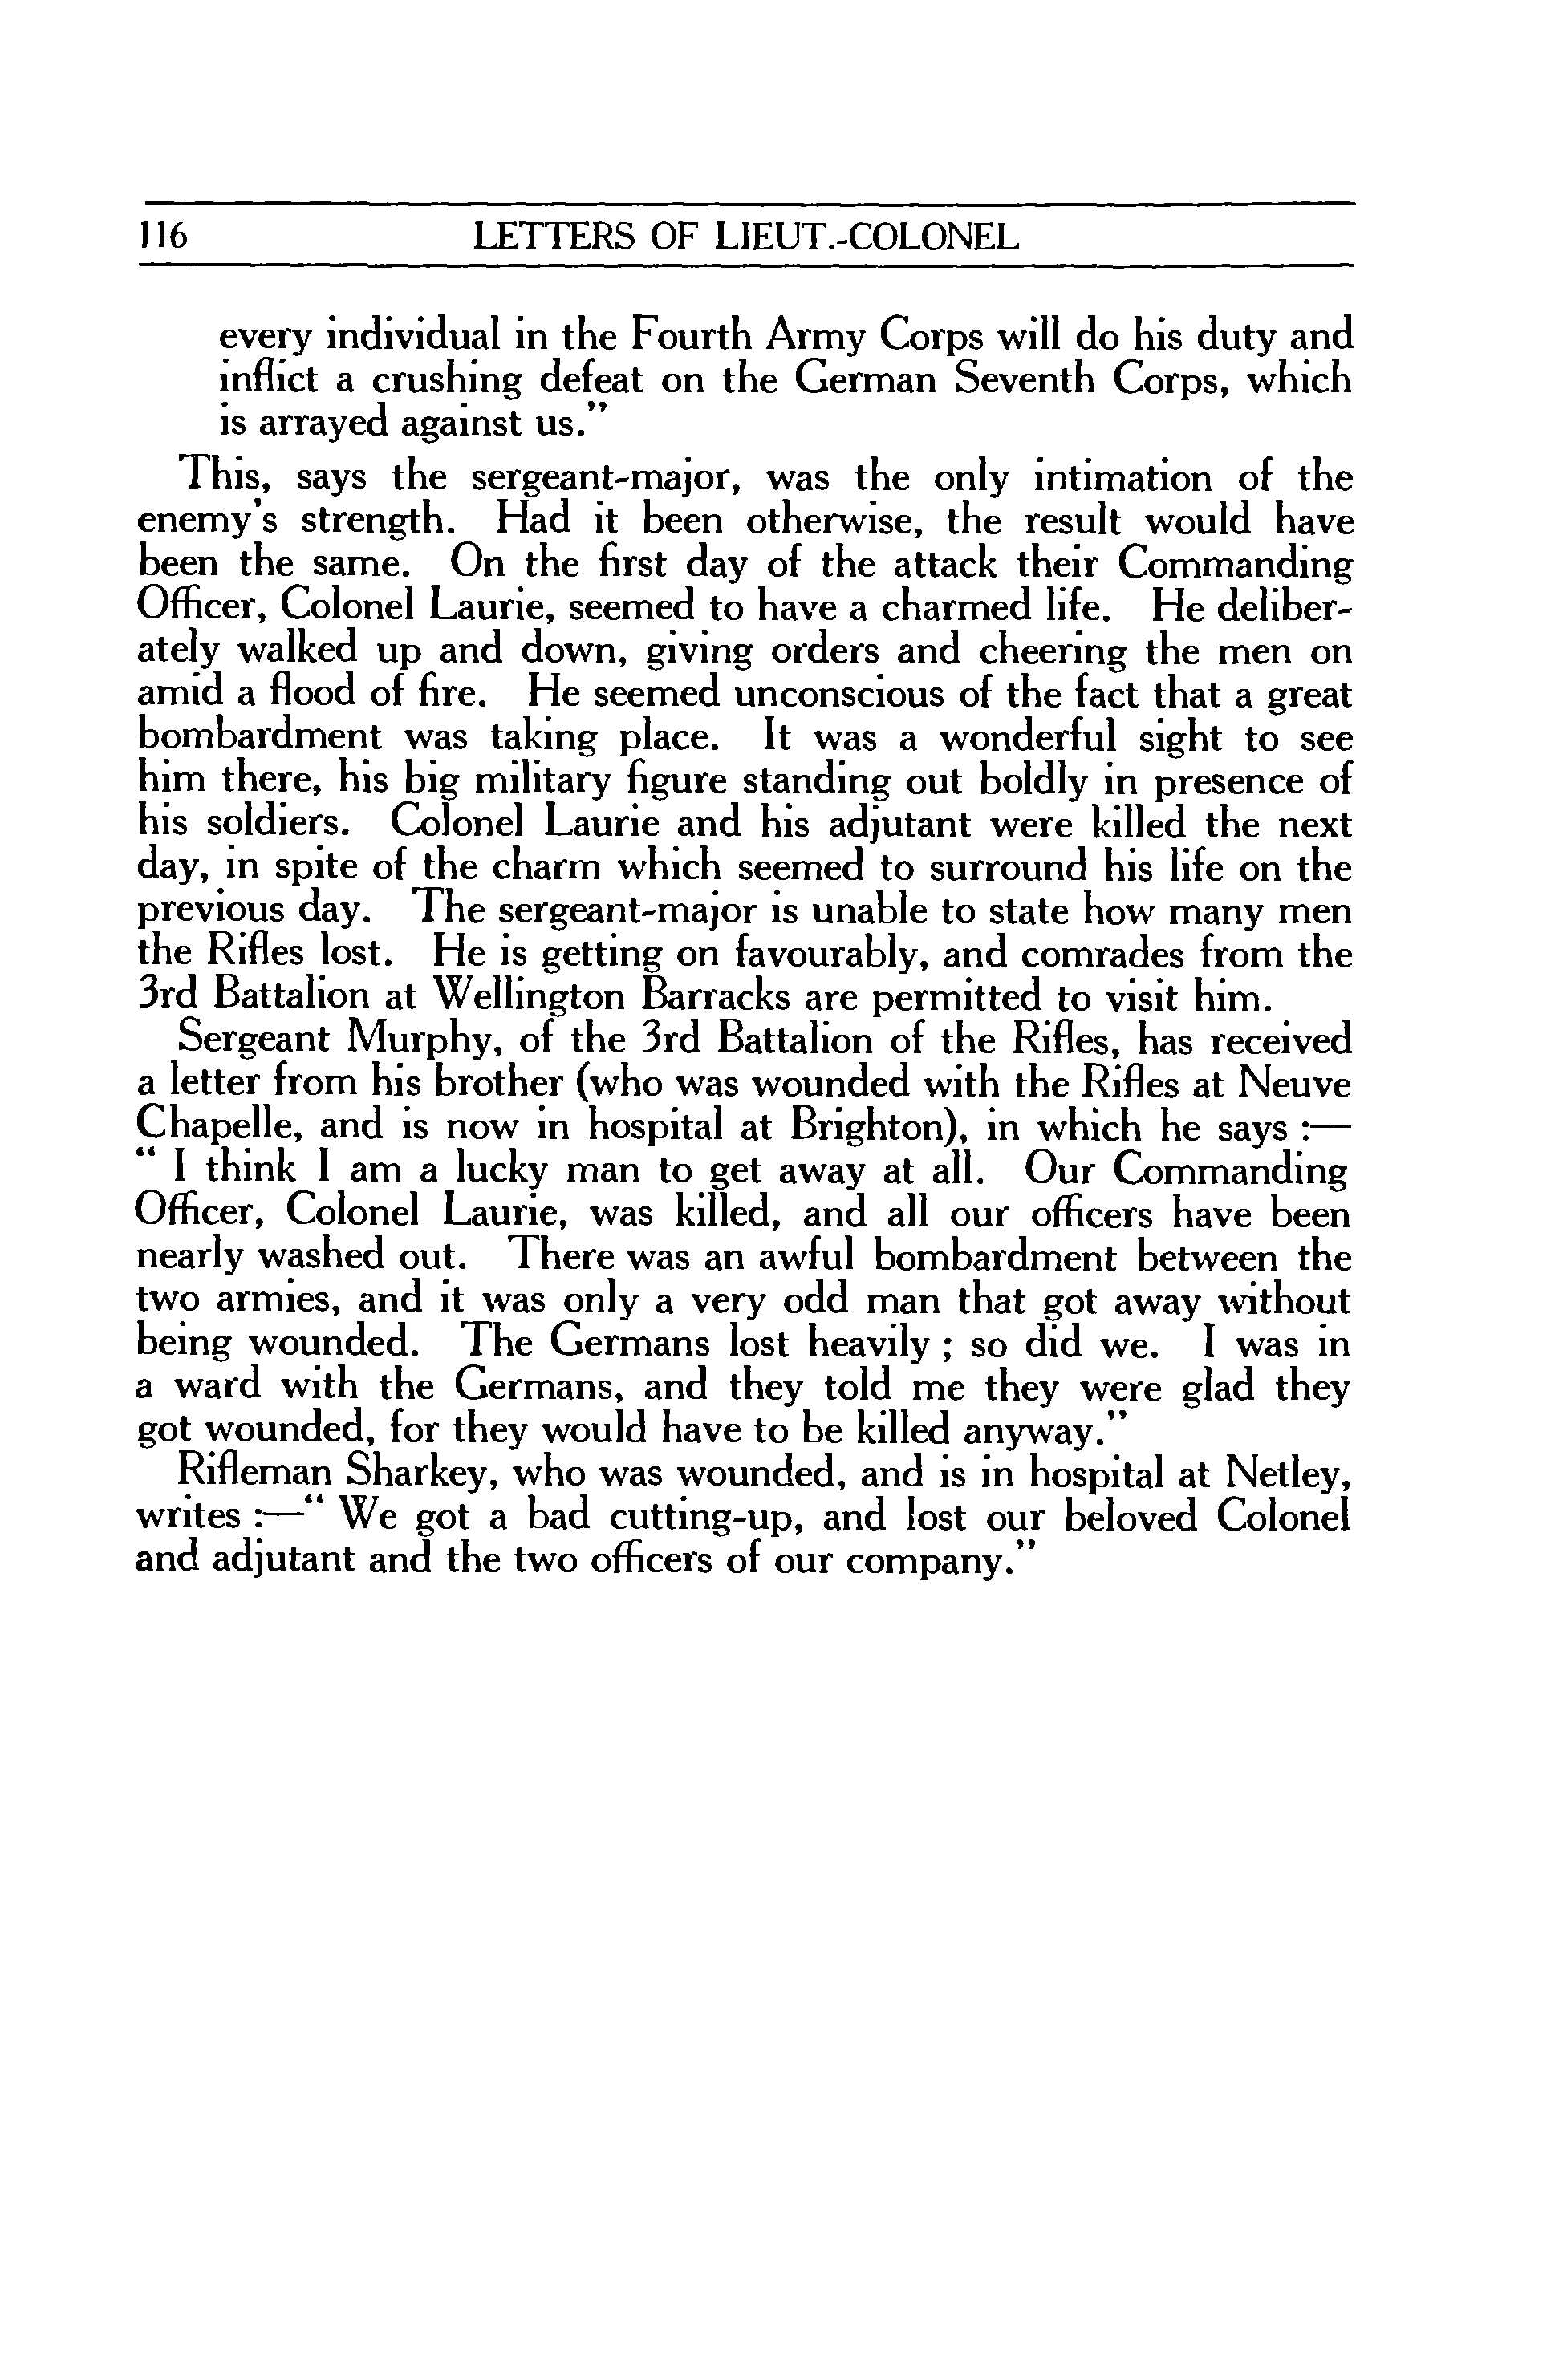 116 LETTERS OF LIEUT.-COLONEL
every individual in the Fourth Army Corps will do his duty and
inflict a crushing defeat on the German Seventh Corps, which
is arrayed against us.”
This, says the sergeant-major, was the only intimation of the
enemy’s strength. Had it been otherwise, the result would have
been the same. On the first day of the attack their Commanding
Officer, Colonel Laurie, seemed to have a charmed life. He deliber-
ately walked up and down, giving orders and cheering the men on
amid a flood of fire. He seemed unconscious of the fact that a great
bombardment was taking place. It was a wonderful sight to see
him there, his big military figure standing out boldly in presence of
his soldiers. Colonel Laurie and his adjutant were killed the next
day, in spite of the charm which seemed to surround his life on the
previous day. The sergeant-major is unable to state how many men
the Rifles lost. He is getting on favourably, and comrades from the
3rd Battalion at Wellington Barracks are permitted to visit him.
Sergeant Murphy, of the 3rd Battalion of the Rifles, has received
a letter from his brother (who was wounded with the Rifles at Neuve
Chapelle, and is now in hospital at Brighton), in which he says :—
“ I think I am a lucky man to get away at all. Our Commanding
Officer, Colonel Laurie, was killed, and all our officers have been
nearly washed out. There was an awful bombardment between the
two armies, and it was only a very odd man that got away without
being wounded. The Germans lost heavily ; so did we. I was in
a ward with the Germans, and they told me they were glad they
got wounded, for they would have to be killed anyway.”
Rifleman Sharkey, who was wounded, and is in hospital at Netley,
writes :—“ We got a bad cutting-up, and lost our beloved Colonel
and adjutant and the two officers of our company.”